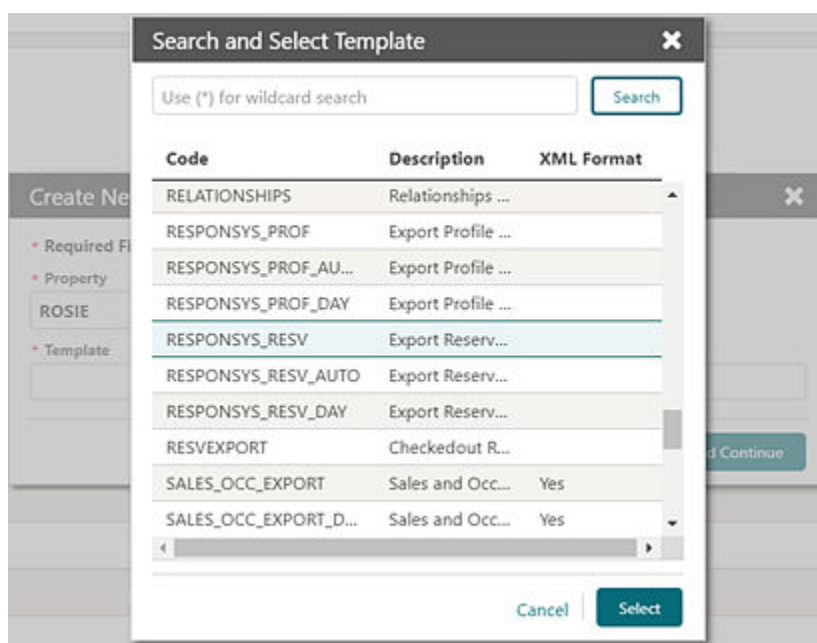 Search and Select Template
Use (*) for wildcard search
Search
Code Description XML Format
RELATIONSHIPS Relationships ...
RESPONSYS_PROF Export Profile ...
RESPONSYS_PROF_AU... Export Profile ...
RESPONSYS_PROF_DAY Export Profile ...
RESPONSYS_RESV Export Reserv...
RESPONSYS_RESV_AUTO Export Reserv...
RESPONSYS_RESV_DAY Export Reserv...
RESVEXPORT Checkedout R...
SALES_OCC_EXPORT Sales and Occ... Yes
SALES_OCC_EXPORT_D... Sales and Occ... Yes
Cancel
Select
Create Ne
* Required Fi
* Property
ROSIE
* Template
d Continue